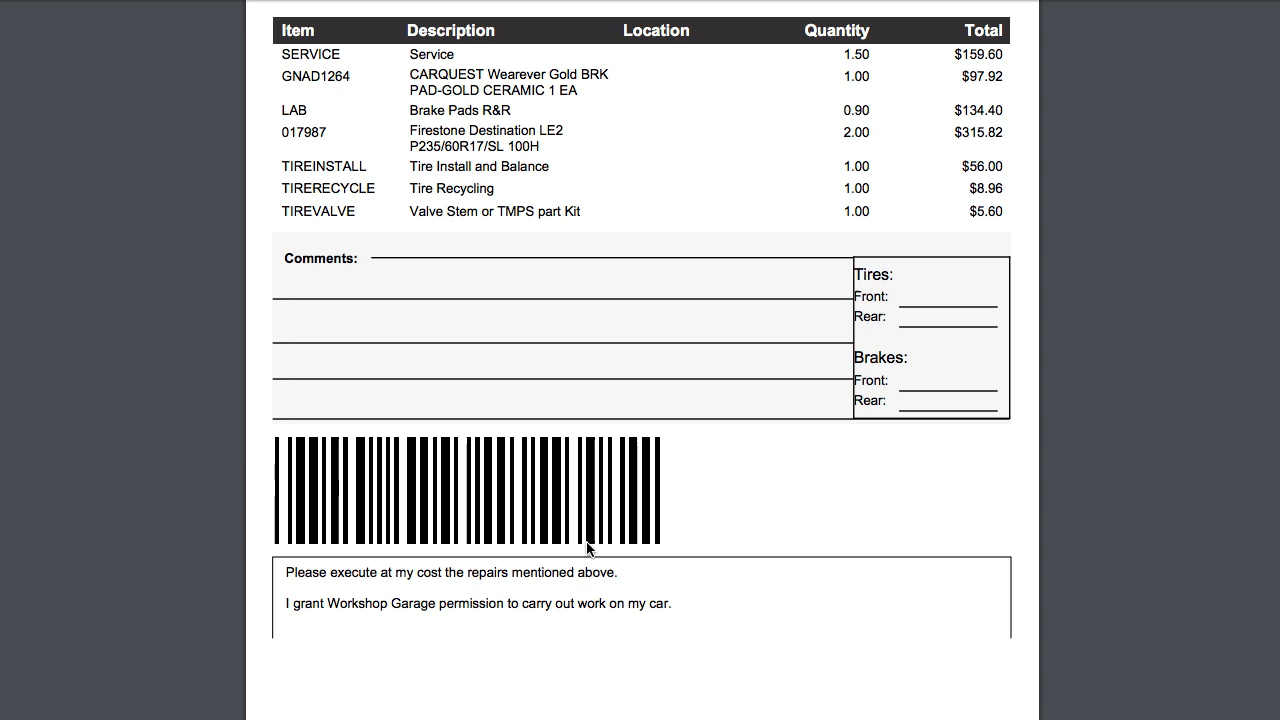 Item Description Location Quantity Total
SERVICE Service 1.50 $159.60
GNAD1264 CARQUEST Wearever Gold BRK 1.00 $97.92
PAD-GOLD CERAMIC 1 EA
LAB Brake Pads R&R 0.90 $134.40
017987 Firestone Destination LE2 2.00 $315.82
P235/60R17/SL 100H
TIREINSTALL Tire Install and Balance 1.00 $56.00
TIRERECYCLE Tire Recycling 1.00 $8.96
TIREVALVE Valve Stem or TMPS part Kit 1.00 $5.60
Comments:
Tires:
Front:
Rear:
Brakes:
Front:
Rear:
Please execute at my cost the repairs mentioned above.
I grant Workshop Garage permission to carry out work on my car.